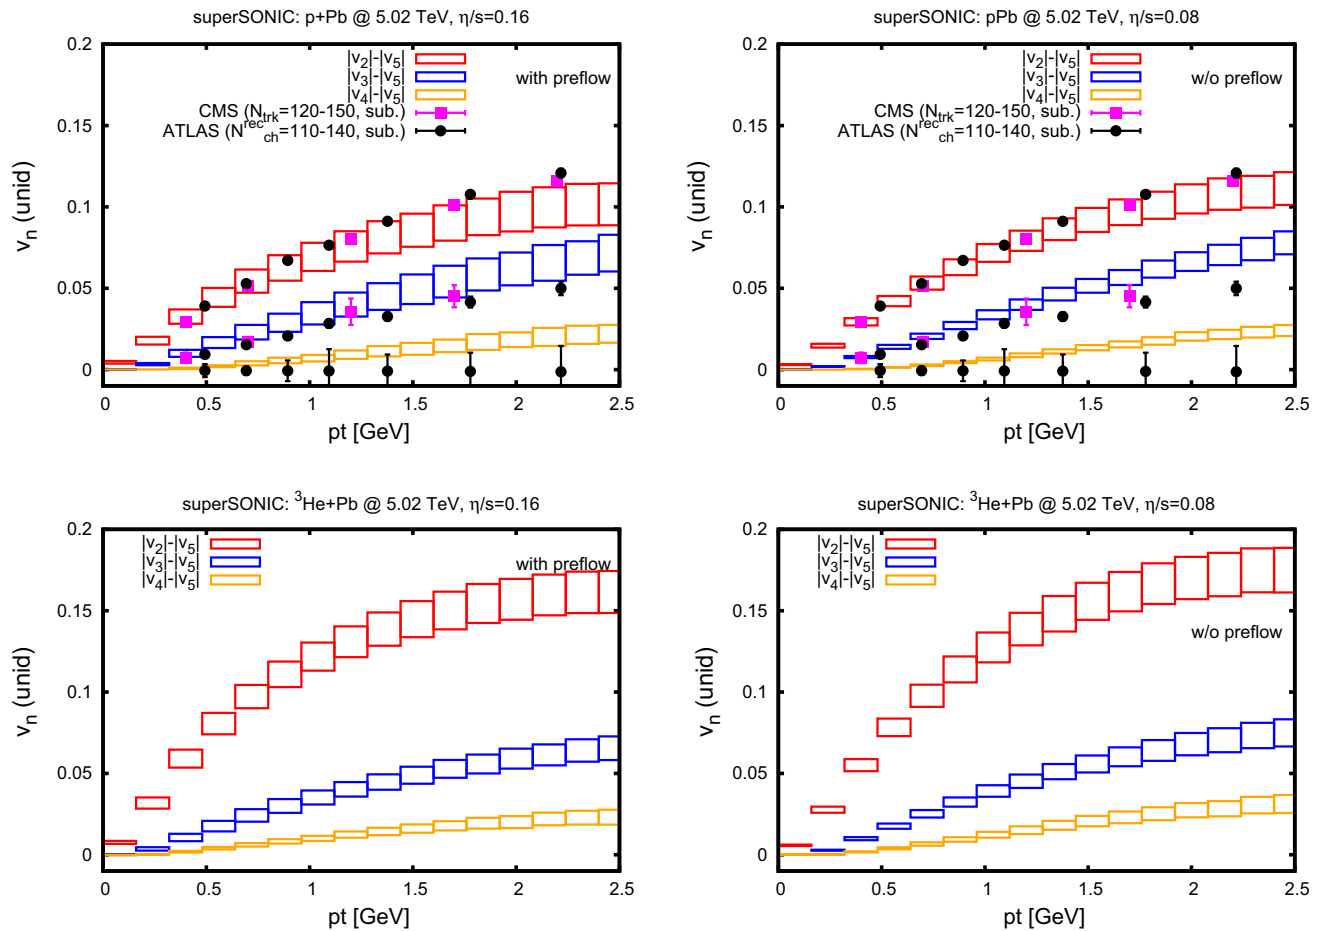 superSONIC: p+Pb @ 5.02 TeV, η/s=0.16
0.2
0.15
0.1
0.05
0
|v2|-|v5|
|v3|-|v5|
|v4|-|v5|
CMS (Ntrk=120-150, sub.)
ATLAS (N^rec_ch=110-140, sub.)
with preflow
vn (unid)
0
0.5
1
1.5
2
2.5
pt [GeV]
superSONIC: pPb @ 5.02 TeV, η/s=0.08
0.2
0.15
0.1
0.05
0
|v2|-|v5|
|v3|-|v5|
|v4|-|v5|
CMS (Ntrk=120-150, sub.)
ATLAS (N^rec_ch=110-140, sub.)
w/o preflow
vn (unid)
0
0.5
1
1.5
2
2.5
pt [GeV]
superSONIC: ³He+Pb @ 5.02 TeV, η/s=0.16
0.2
0.15
0.1
0.05
0
|v2|-|v5|
|v3|-|v5|
|v4|-|v5|
with preflow
vn (unid)
0
0.5
1
1.5
2
2.5
pt [GeV]
superSONIC: ³He+Pb @ 5.02 TeV, η/s=0.08
0.2
0.15
0.1
0.05
0
|v2|-|v5|
|v3|-|v5|
|v4|-|v5|
w/o preflow
vn (unid)
0
0.5
1
1.5
2
2.5
pt [GeV]